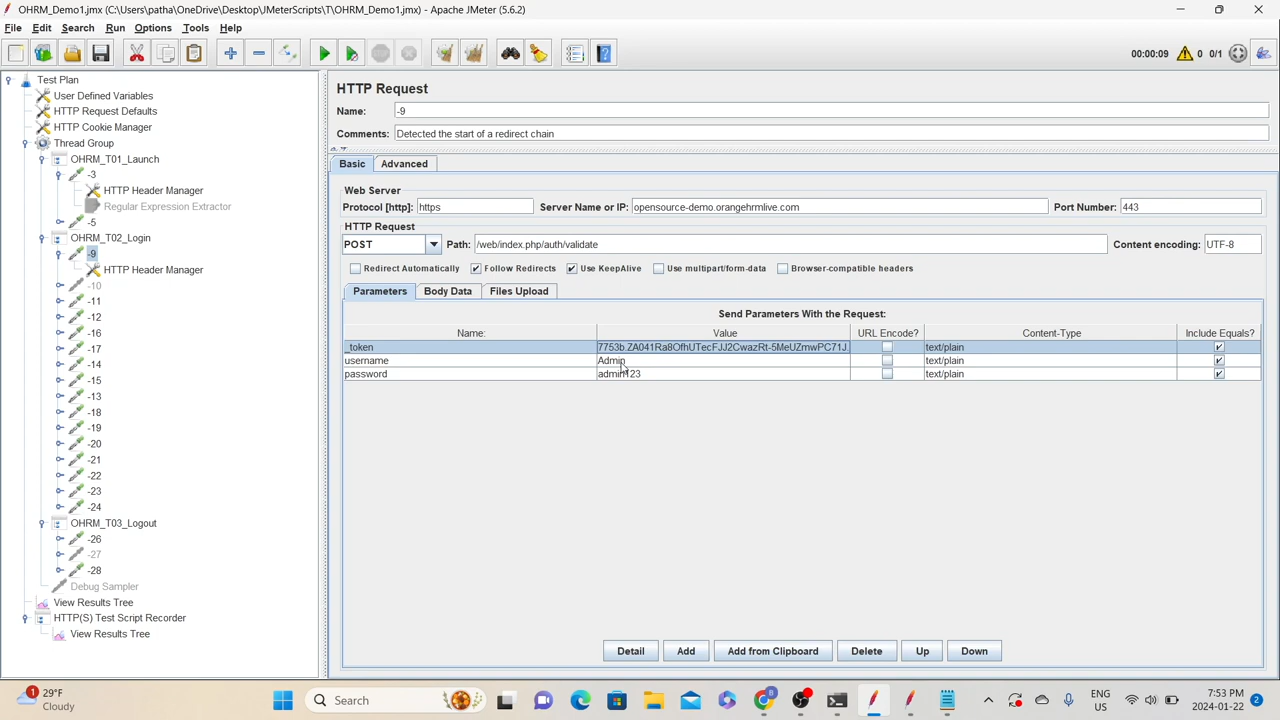 OHRM_Demo1.jmx (C:\Users\patha\OneDrive\Desktop\JMeterScripts\T\OHRM_Demo1.jmx) - Apache JMeter (5.6.2)
File Edit Search Run Options Tools Help
00:00:09 0 0/1
Test Plan
User Defined Variables
HTTP Request Defaults
HTTP Cookie Manager
Thread Group
OHRM_T01_Launch
-3
HTTP Header Manager
Regular Expression Extractor
-5
OHRM_T02_Login
-9
HTTP Header Manager
-10
-11
-12
-16
-17
-14
-15
-13
-18
-19
-20
-21
-22
-23
-24
OHRM_T03_Logout
-26
-27
-28
Debug Sampler
View Results Tree
HTTP(S) Test Script Recorder
View Results Tree
HTTP Request
Name: -9
Comments: Detected the start of a redirect chain
Basic Advanced
Web Server
Protocol [http]: https Server Name or IP: opensource-demo.orangehrmlive.com Port Number: 443
HTTP Request
POST Path: /web/index.php/auth/validate Content encoding: UTF-8
Redirect Automatically Follow Redirects Use KeepAlive Use multipart/form-data Browser-compatible headers
Parameters Body Data Files Upload
Send Parameters With the Request:
Name: Value URL Encode? Content-Type Include Equals?
_token 7753b.ZA041Ra8OfhUTecFJJ2CwazRt-5MeUZmwPC71J. text/plain
username Admin text/plain
password admin123 text/plain
Detail Add Add from Clipboard Delete Up Down
1
29°F
Cloudy
Search
8
ENG
US
7:53 PM
2024-01-22
2